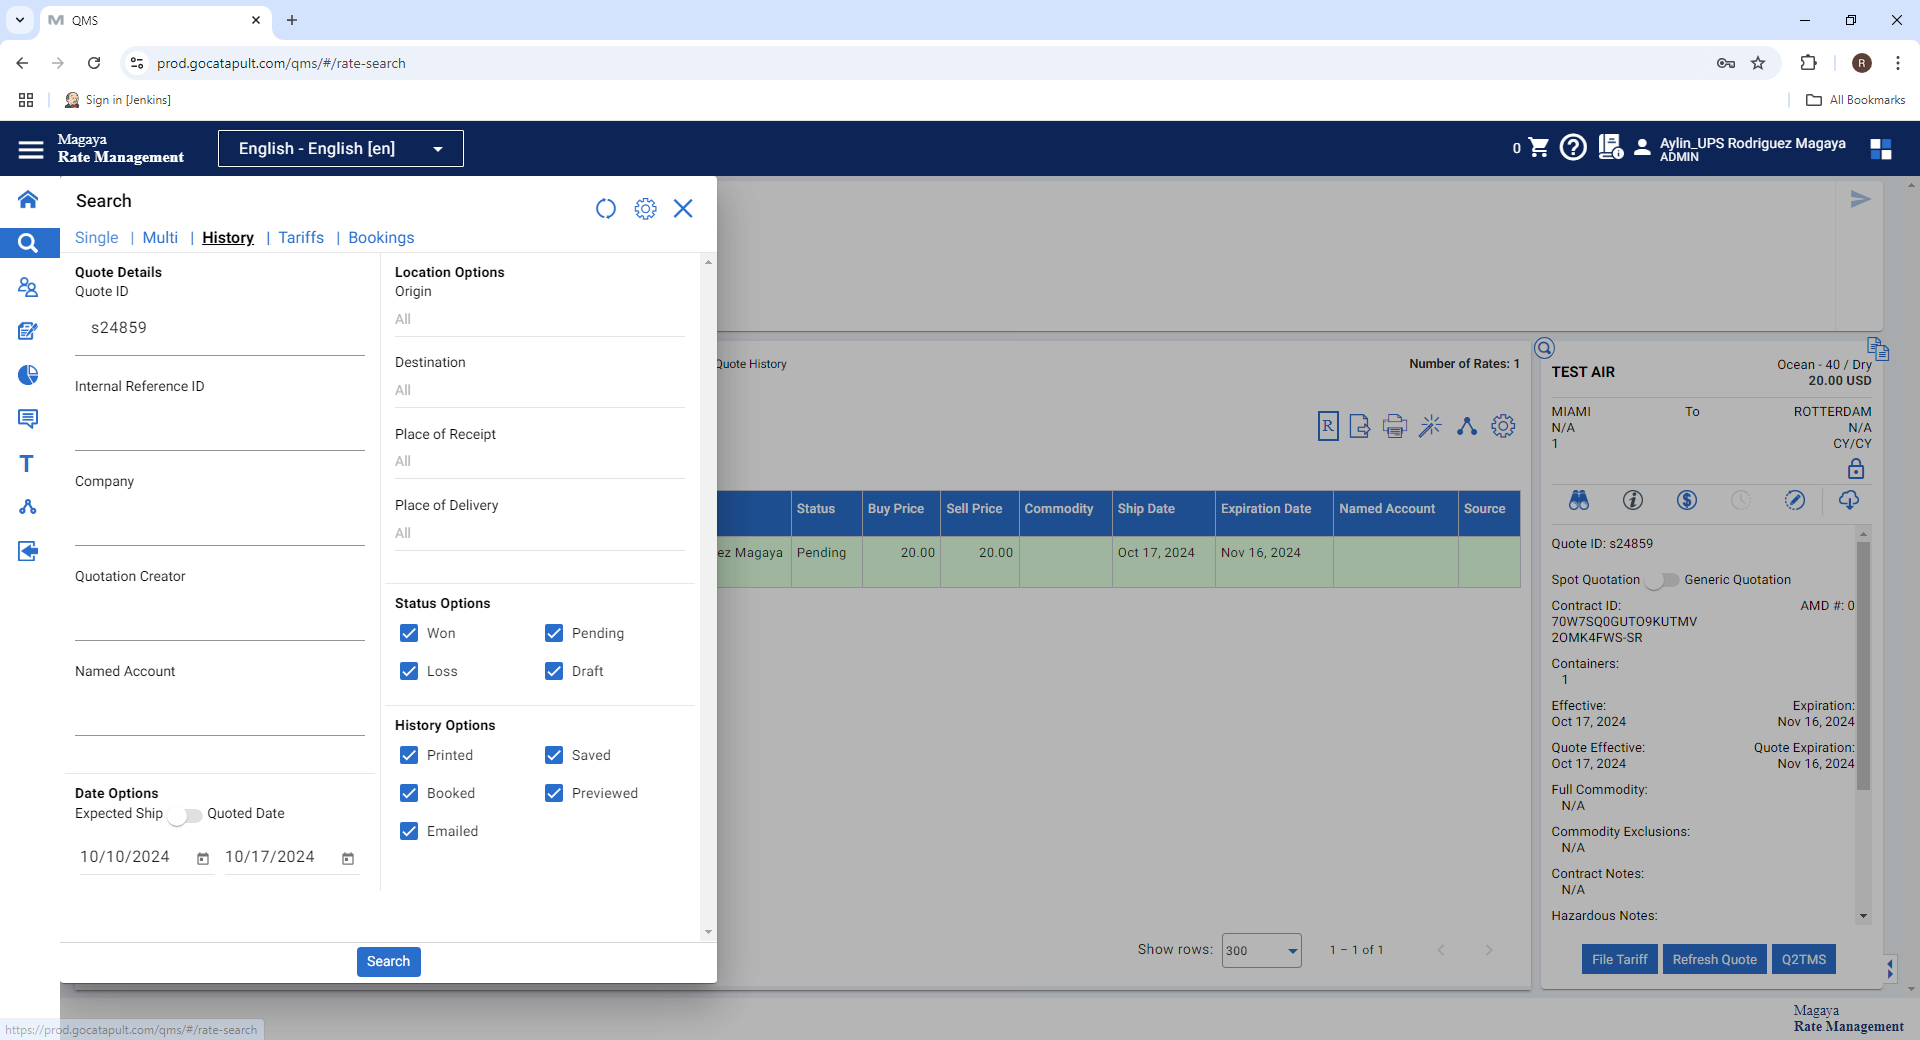 QMS
prod.gocatapult.com/qms/#/rate-search
R
Sign in [Jenkins]
All Bookmarks
Magaya
Rate Management
English - English [en]
0
Aylin_UPS Rodriguez Magaya
ADMIN
Search
Single | Multi | History | Tariffs | Bookings
Quote Details
Quote ID
s24859
Internal Reference ID
Company
Quotation Creator
Named Account
Date Options
Expected Ship Quoted Date
10/10/2024 10/17/2024
Location Options
Origin
All
Destination
All
Place of Receipt
All
Place of Delivery
All
Status Options
Won Pending
Loss Draft
History Options
Printed Saved
Booked Previewed
Emailed
Search
Quote History
Number of Rates: 1
R
Status Buy Price Sell Price Commodity Ship Date Expiration Date Named Account Source
ez Magaya Pending 20.00 20.00 Oct 17, 2024 Nov 16, 2024
Show rows: 300 1 – 1 of 1
TEST AIR
Ocean - 40 / Dry
20.00 USD
MIAMI To ROTTERDAM
N/A N/A
1 CY/CY
Quote ID: s24859
Spot Quotation Generic Quotation
Contract ID: AMD #: 0
70W7SQ0GUTO9KUTMV
2OMK4FWS-SR
Containers:
1
Effective: Expiration:
Oct 17, 2024 Nov 16, 2024
Quote Effective: Quote Expiration:
Oct 17, 2024 Nov 16, 2024
Full Commodity:
N/A
Commodity Exclusions:
N/A
Contract Notes:
N/A
Hazardous Notes:
File Tariff Refresh Quote Q2TMS
https://prod.gocatapult.com/qms/#/rate-search
Magaya
Rate Management